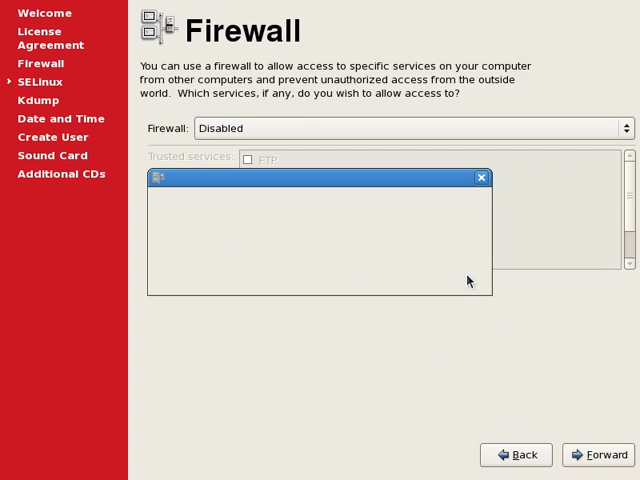 Welcome
License
Agreement
Firewall
SELinux
Kdump
Date and Time
Create User
Sound Card
Additional CDs
Firewall
You can use a firewall to allow access to specific services on your computer
from other computers and prevent unauthorized access from the outside
world.  Which services, if any, do you wish to allow access to?
Firewall: Disabled
Trusted services: FTP
Back
Forward